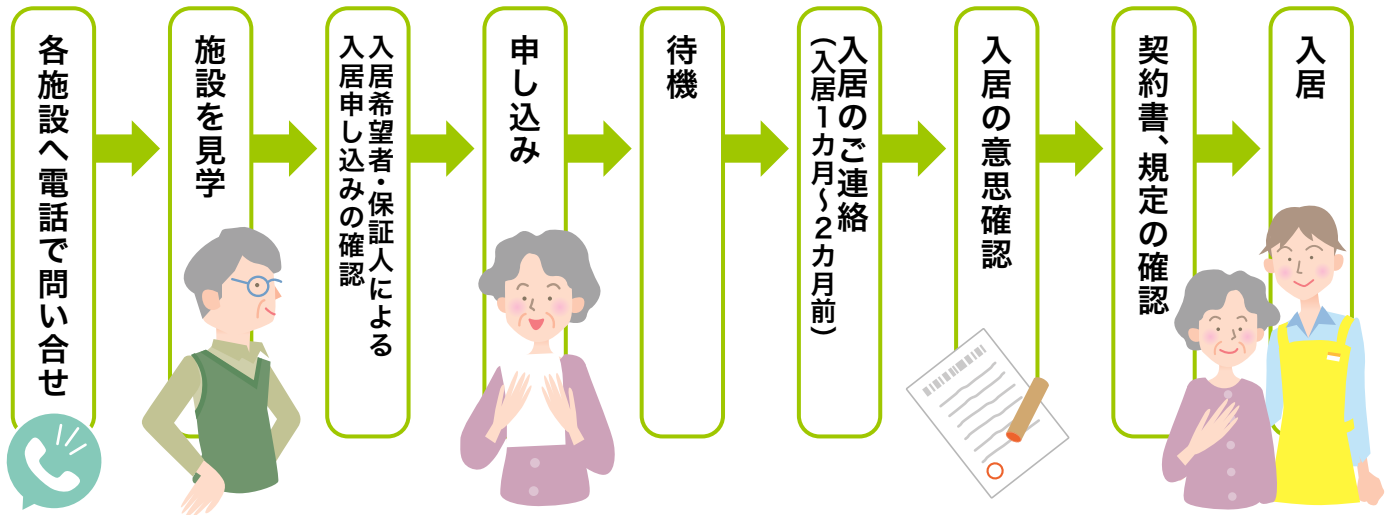 各施設へ電話で問い合せ
施設を見学
入居希望者・保証人による
入居申し込みの確認
申し込み
待機
入居のご連絡
(入居1カ月〜2カ月前)
入居の意思確認
契約書、規定の確認
入居